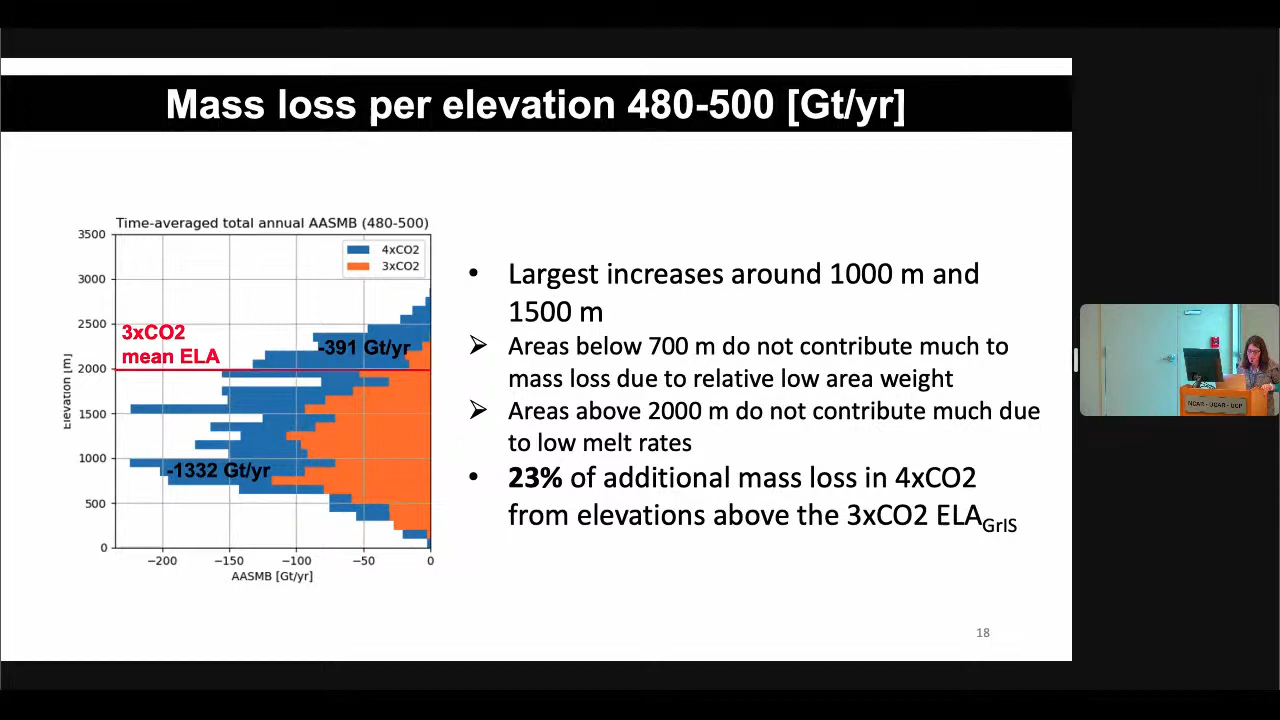 Mass loss per elevation 480-500 [Gt/yr]
Time-averaged total annual AASMB (480-500)
3500
3000
2500
2000
1500
1000
500
0
Elevation [m]
4xCO2
3xCO2
3xCO2
mean ELA
-391 Gt/yr
-1332 Gt/yr
−200
−150
−100
−50
0
AASMB [Gt/yr]
• Largest increases around 1000 m and
1500 m
➢ Areas below 700 m do not contribute much to
mass loss due to relative low area weight
➢ Areas above 2000 m do not contribute much due
to low melt rates
• 23% of additional mass loss in 4xCO2
from elevations above the 3xCO2 ELAGrIS
18
NCAR - UCAR - UCP